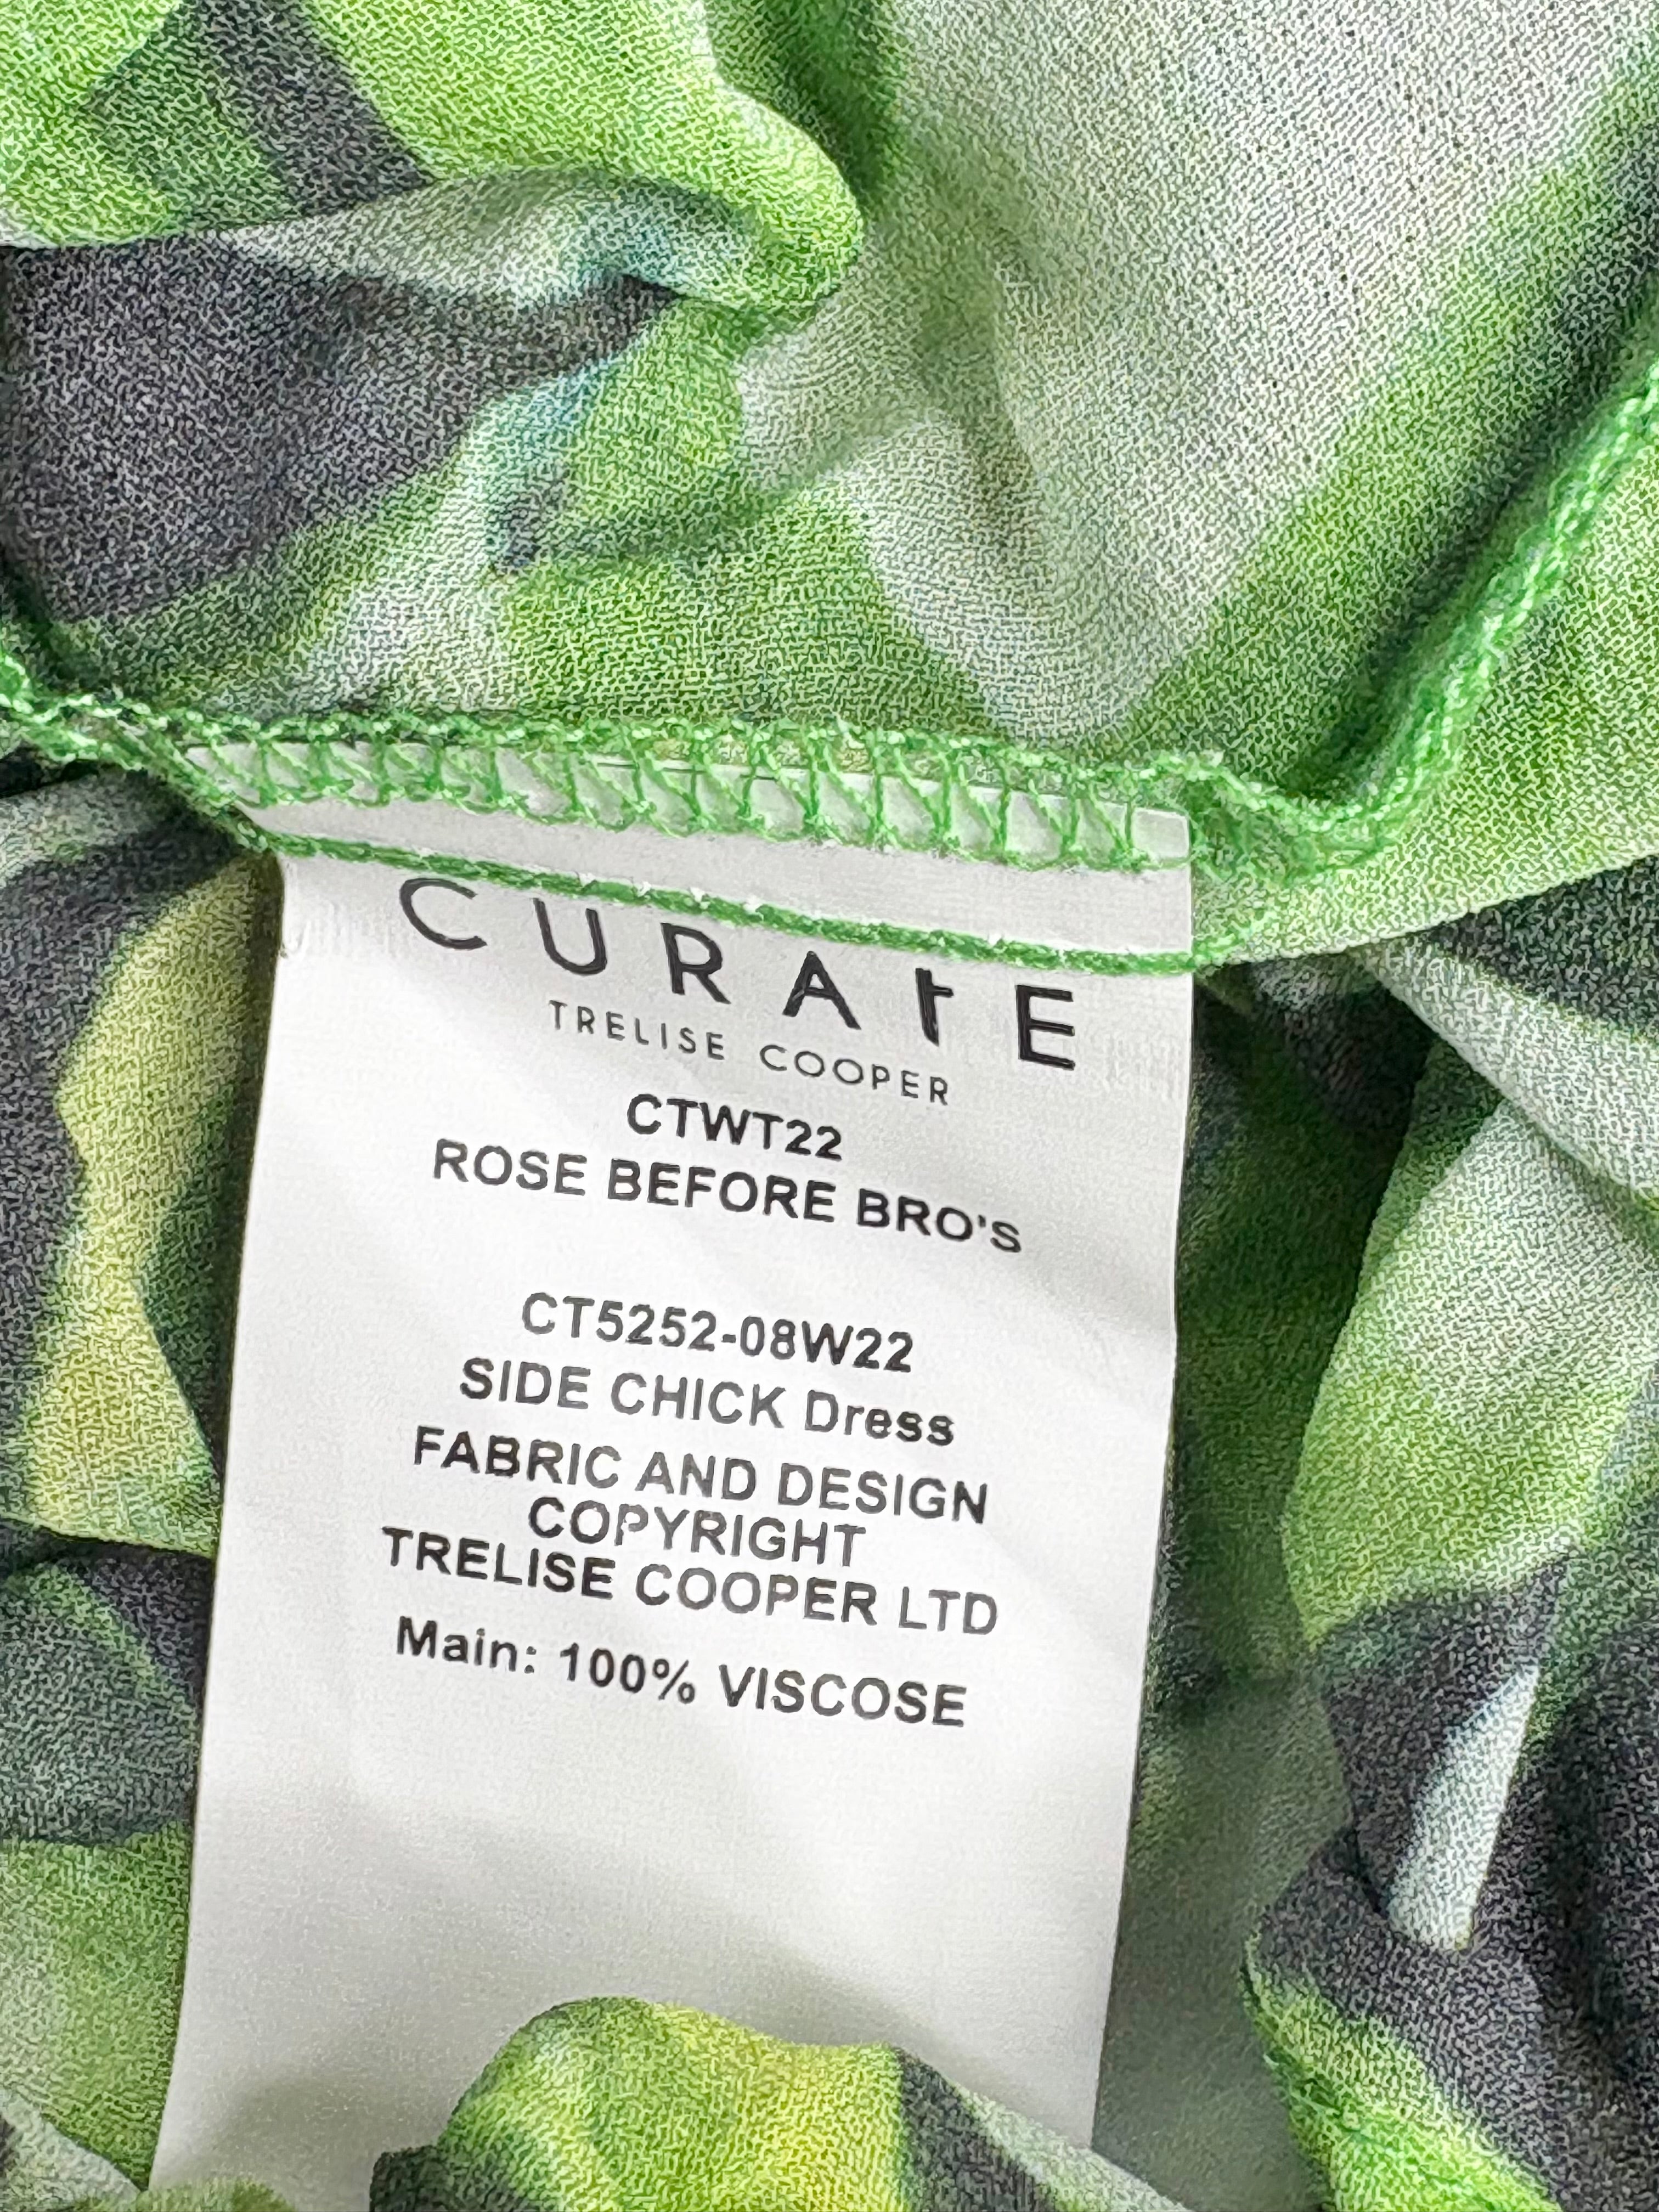 CURATE
TRELISE COOPER
CTWT22
ROSE BEFORE BRO'S
CT5252-08W22
SIDE CHICK Dress
FABRIC AND DESIGN
COPYRIGHT
TRELISE COOPER LTD
Main: 100% VISCOSE